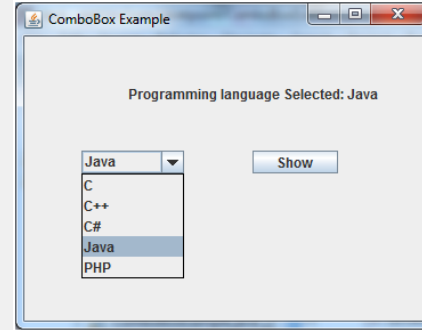 ComboBox Example
Programming language Selected: Java
Java
Show
C
C++
C#
Java
PHP